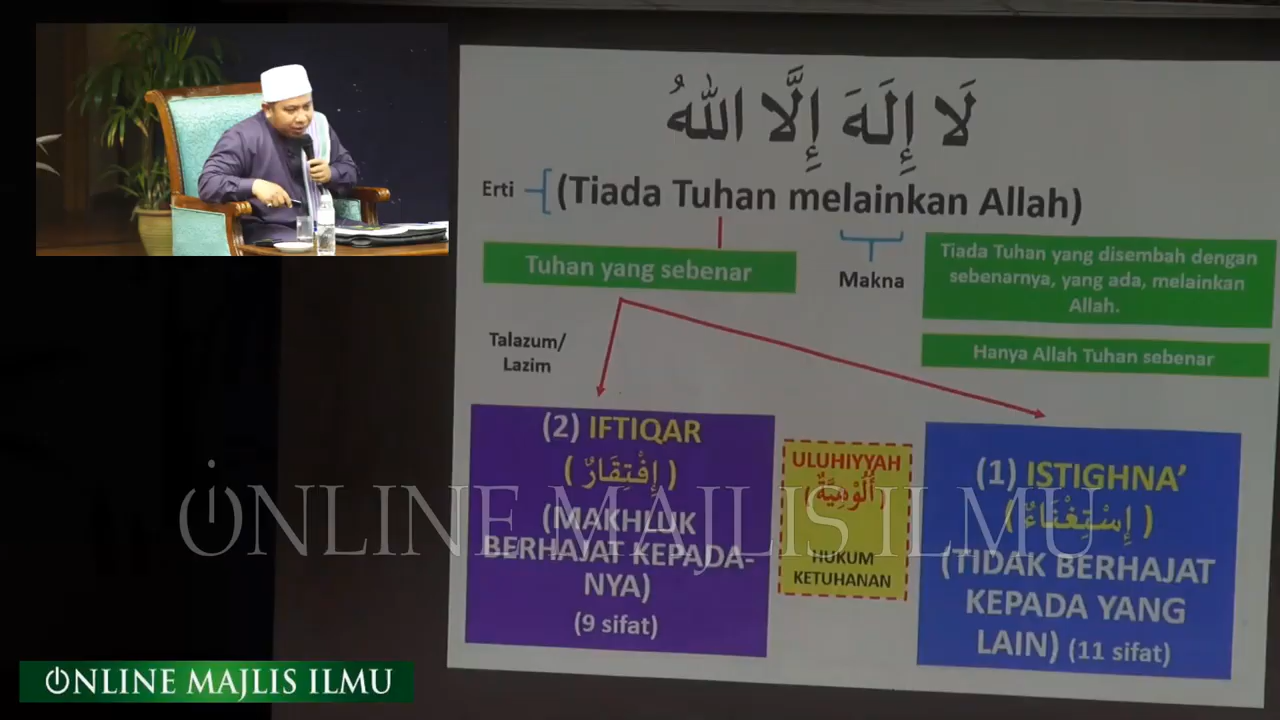 لَا إِلَهَ إِلَّا اللهُ
Erti
(Tiada Tuhan melainkan Allah)
Tuhan yang sebenar
Makna
Tiada Tuhan yang disembah dengan
sebenarnya, yang ada, melainkan
Allah.
Hanya Allah Tuhan sebenar
Talazum/
Lazim
(2) IFTIQAR
( إِفْتِقَارٌ )
(MAKHLUK
BERHAJAT KEPADA-
NYA)
(9 sifat)
ULUHIYYAH
( أُلُوْهِيَّةٌ )
HUKUM
KETUHANAN
(1) ISTIGHNA’
( إِسْتِغْنَاءٌ )
(TIDAK BERHAJAT
KEPADA YANG
LAIN) (11 sifat)
ONLINE MAJLIS ILMU
ONLINE MAJLIS ILMU